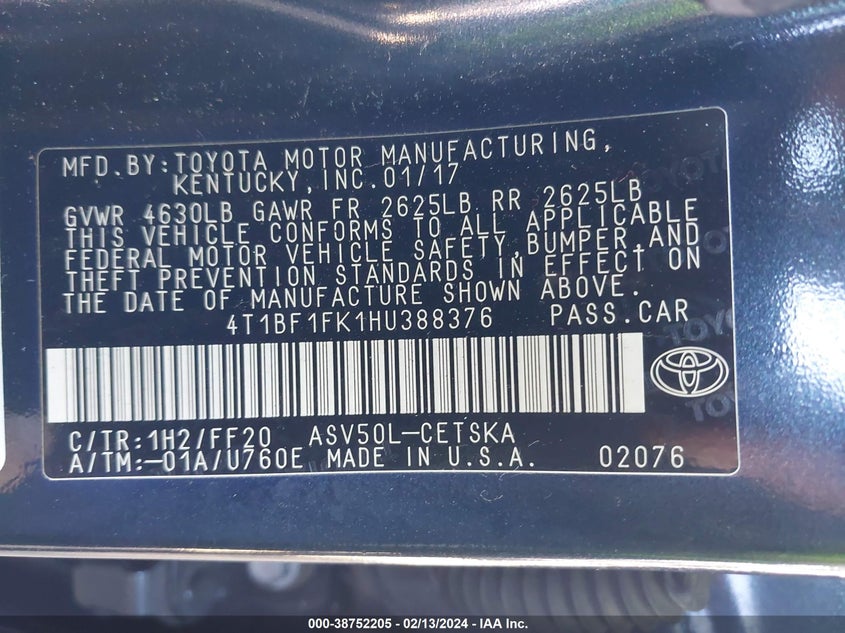 MFD.BY:TOYOTA MOTOR MANUFACTURING,
KENTUCKY,INC.01/17
GVWR 4630LB GAWR FR 2625LB RR 2625LB
THIS VEHICLE CONFORMS TO ALL APPLICABLE
FEDERAL MOTOR VEHICLE SAFETY,BUMPER,AND
THEFT PREVENTION STANDARDS IN EFFECT ON
THE DATE OF MANUFACTURE SHOWN ABOVE.
4T1BF1FK1HU388376 PASS.CAR
C/TR:1H2/FF20 ASV50L-CETSKA
A/TM:-01A/U760E MADE IN U.S.A. 02076
000-38752205 - 02/13/2024 - IAA Inc.